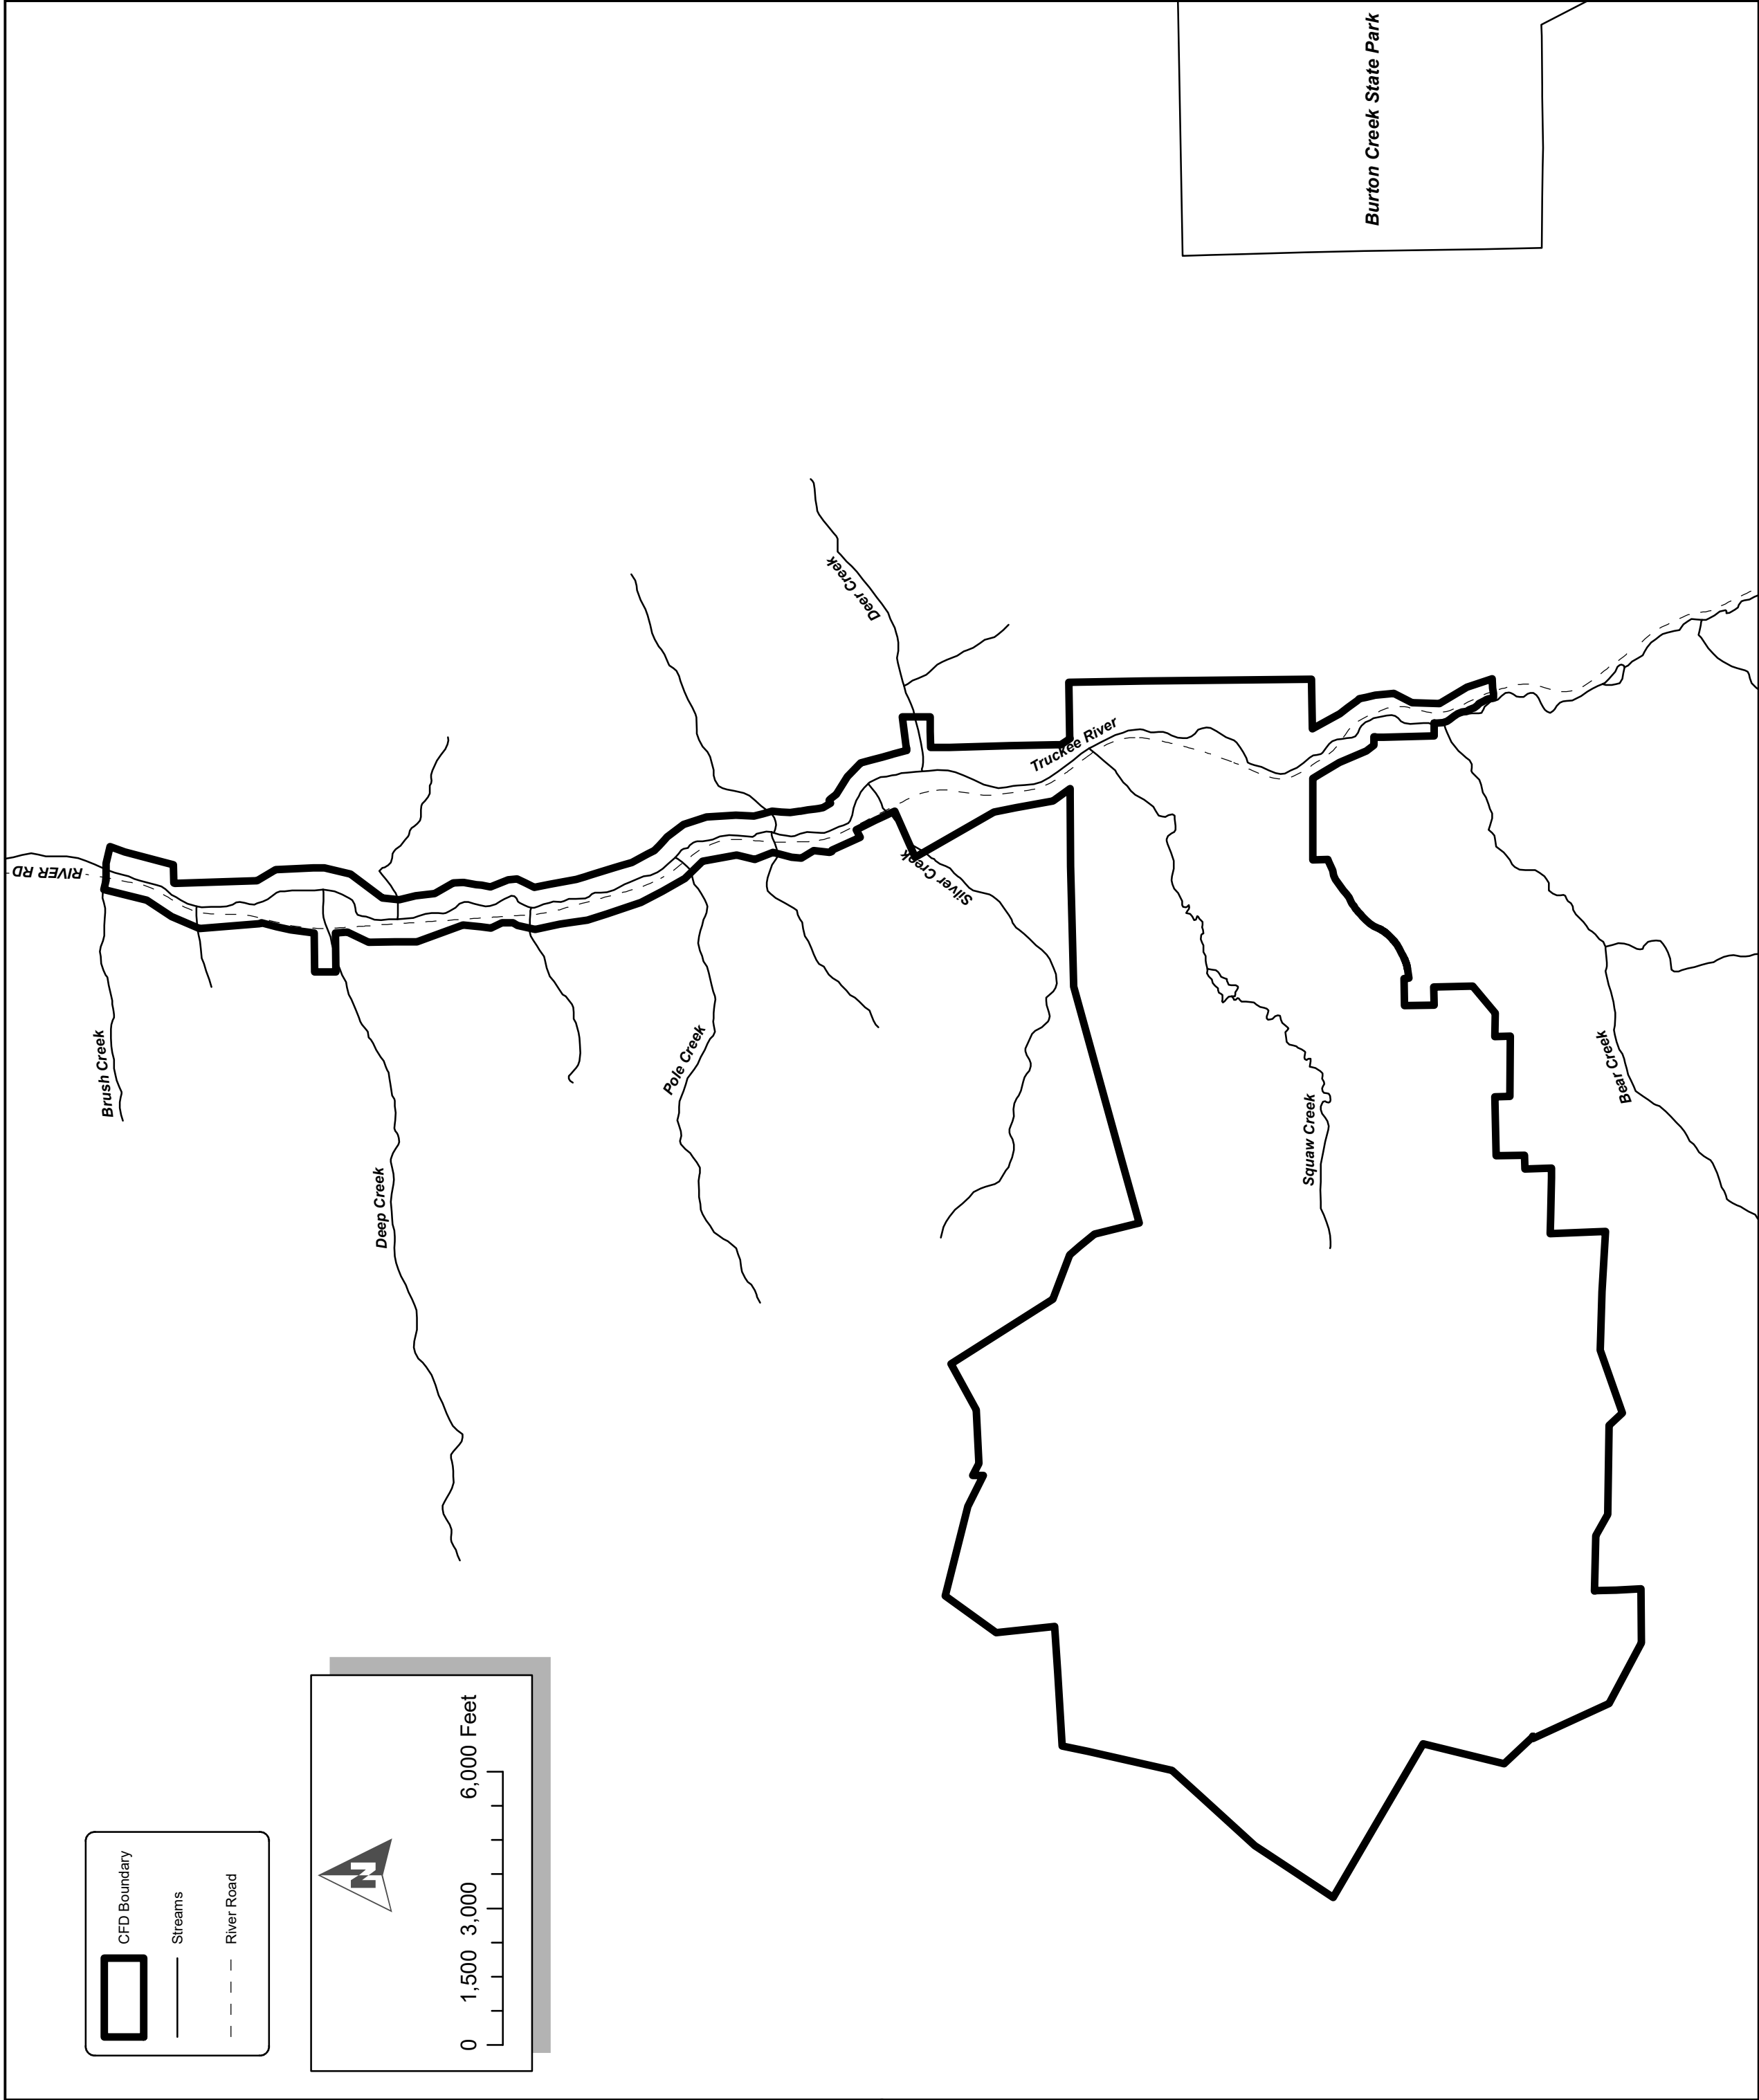 RIVER RD
Brush Creek
Deep Creek
Pole Creek
Deer Creek
Silver Creek
Truckee River
Squaw Creek
Bear Creek
Burton Creek State Park
CFD Boundary
Streams
River Road
N
0 1,500 3,000 6,000 Feet